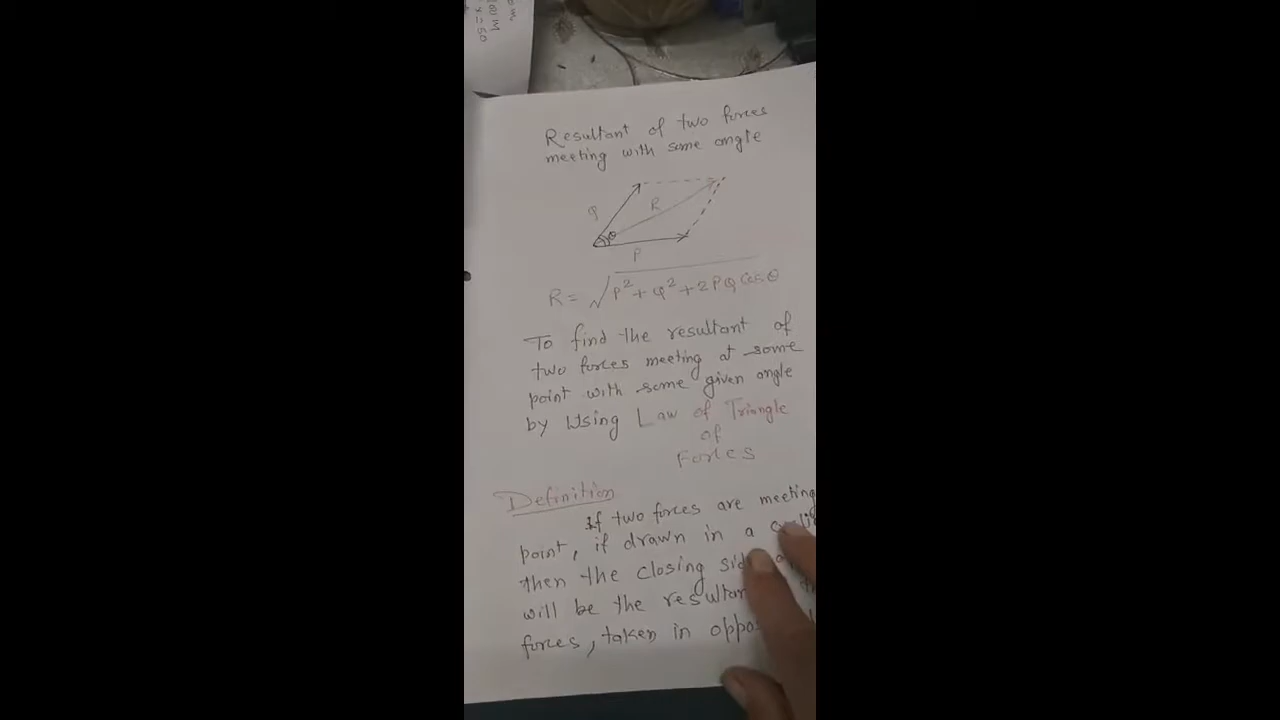 Resultant of two forces
meeting with some angle
Q
R
θ
P
R = √P² + Q² + 2PQ Cos θ
To find the resultant of
two forces meeting at some
point with some given angle
by Using Law of Triangle
of
Forces
Definition
if two forces are meeting
point, if drawn in a
then the closing side
will be the resultant
forces, taken in